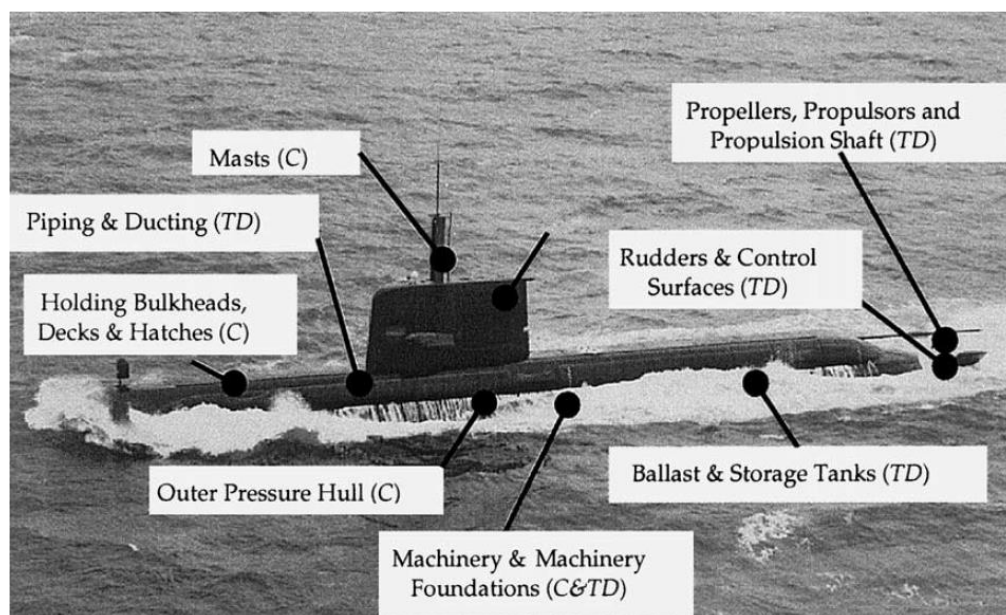 Propellers, Propulsors and
Propulsion Shaft (TD)
Masts (C)
Piping & Ducting (TD)
Rudders & Control
Surfaces (TD)
Holding Bulkheads,
Decks & Hatches (C)
Outer Pressure Hull (C)
Ballast & Storage Tanks (TD)
Machinery & Machinery
Foundations (C&TD)